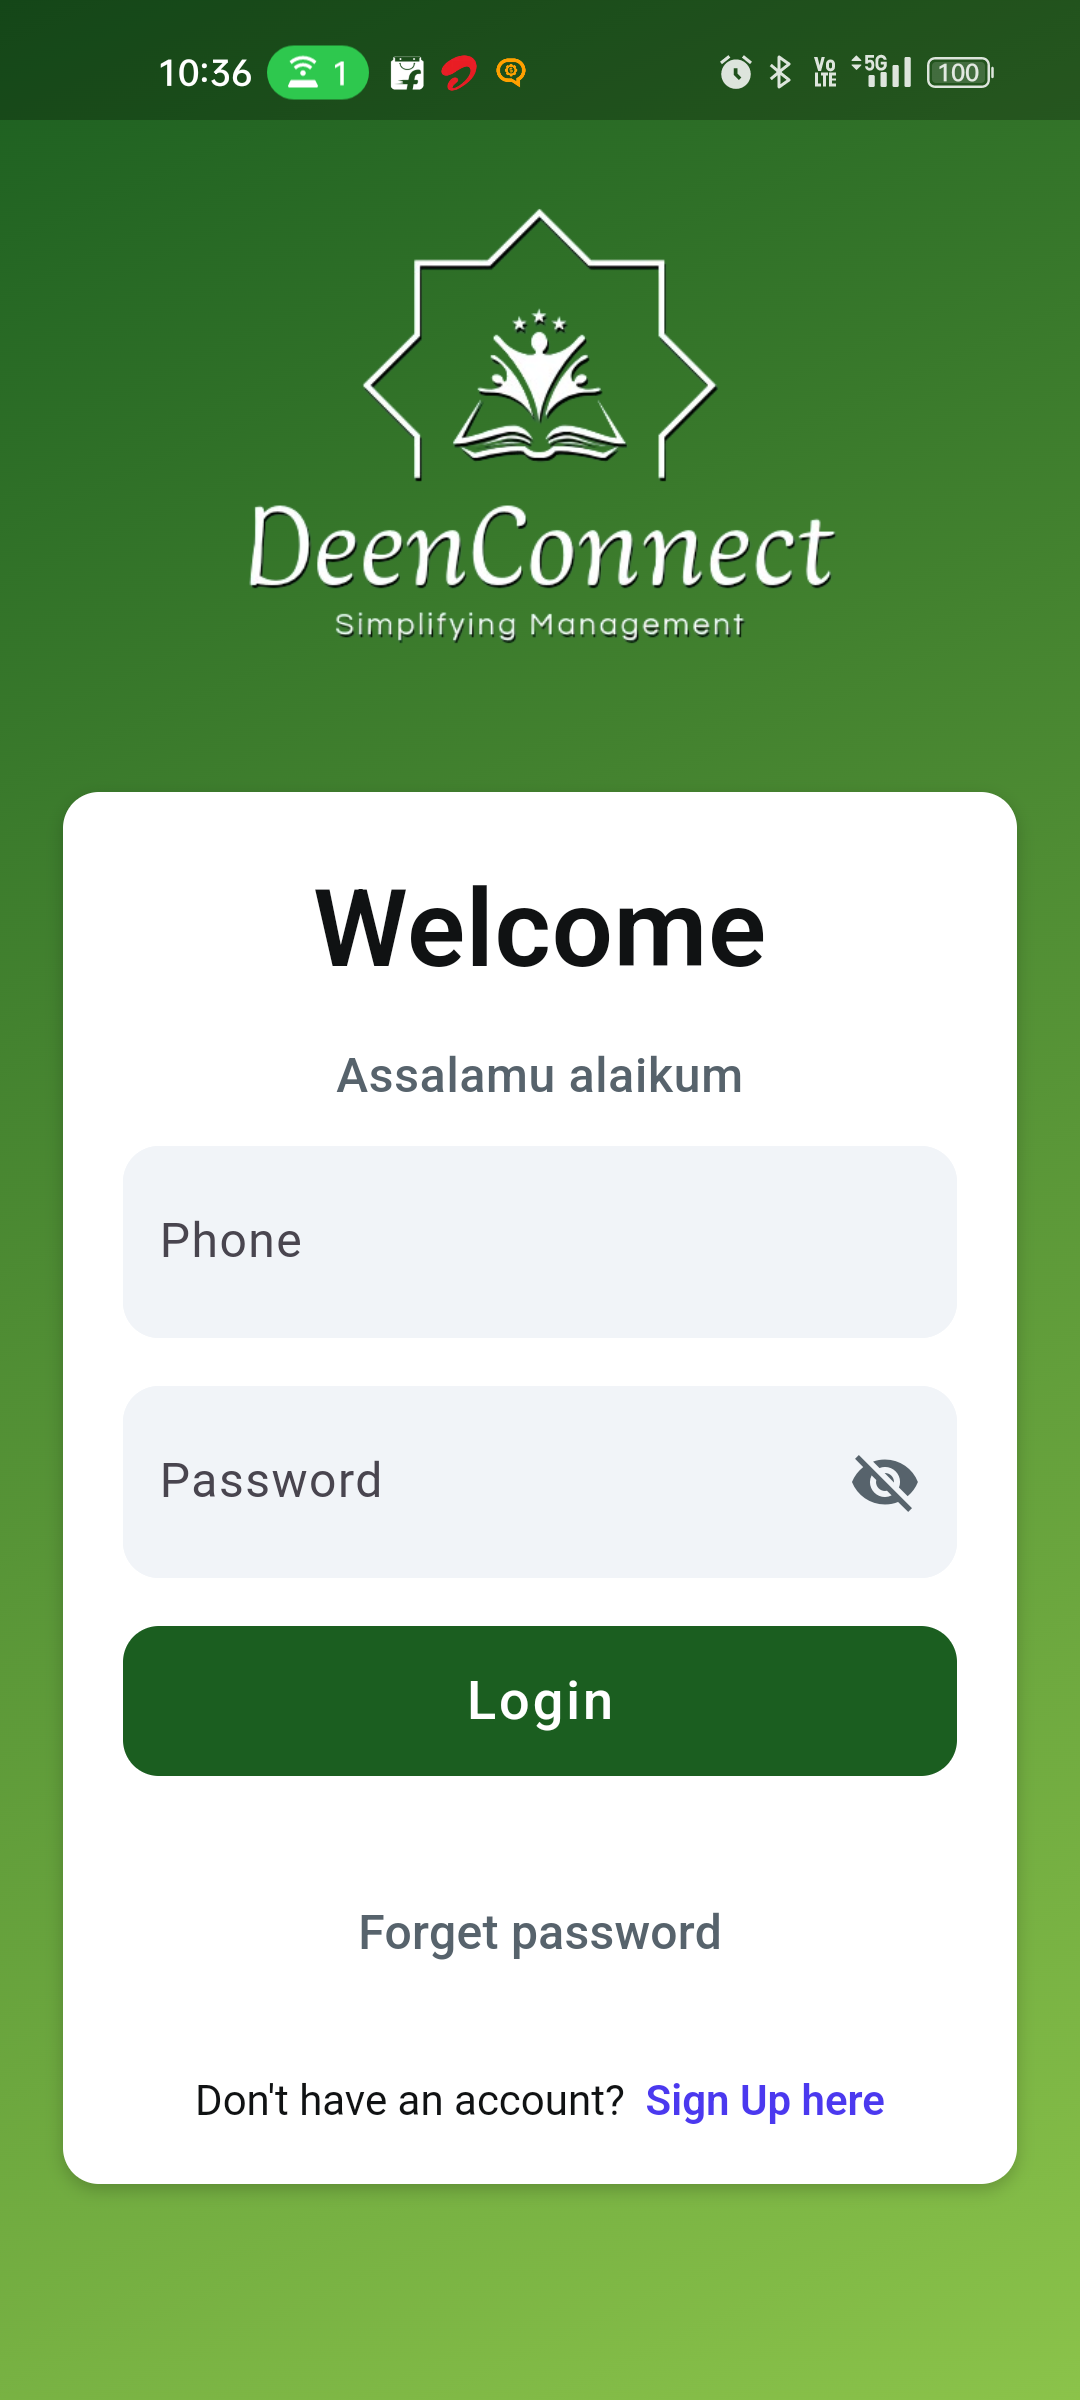 10:36 1 Vo LTE 5G 100
DeenConnect
Simplifying Management
Welcome
Assalamu alaikum
Phone
Password
Login
Forget password
Don't have an account? Sign Up here